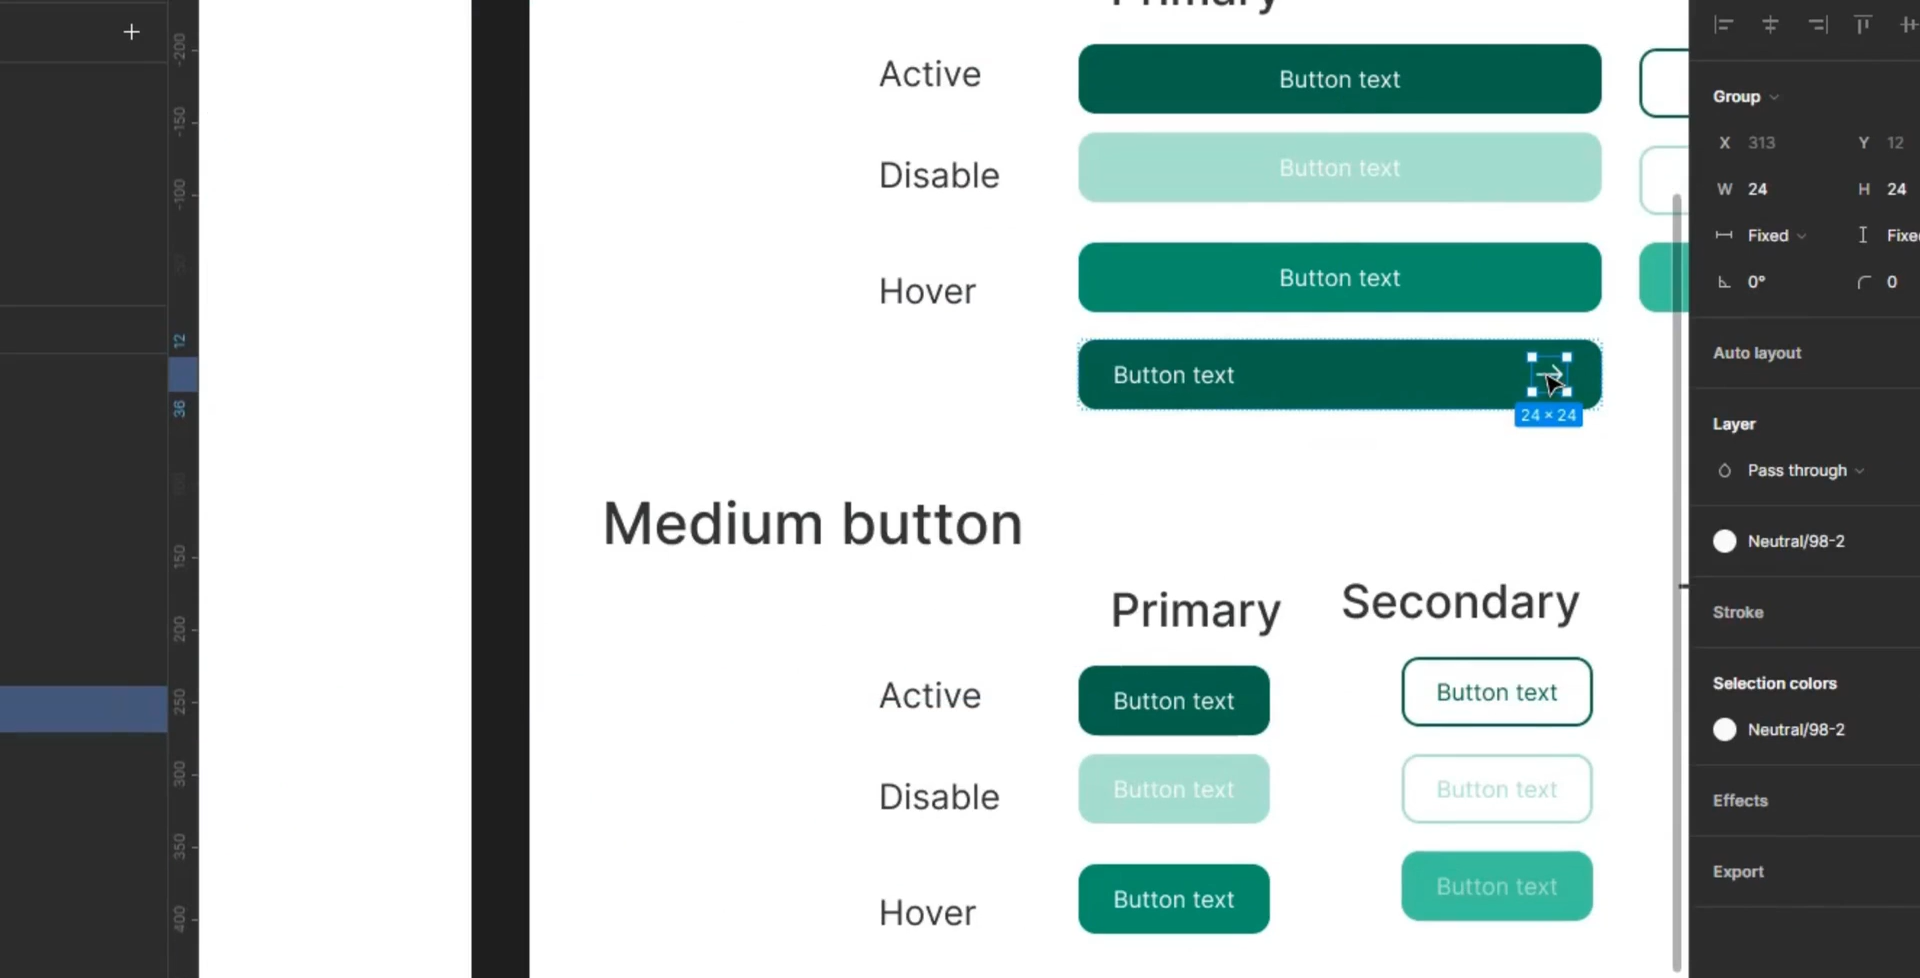 Primary
Active
Button text
Disable
Button text
Hover
Button text
Button text
24 × 24
Medium button
Primary
Secondary
Active
Button text
Button text
Disable
Button text
Button text
Hover
Button text
Button text
-200
-150
-100
50
12
36
150
200
250
300
350
400
Group
X 313
Y 12
W 24
H 24
Fixed
0°
0
Auto layout
Layer
Pass through
Neutral/98-2
Stroke
Selection colors
Neutral/98-2
Effects
Export